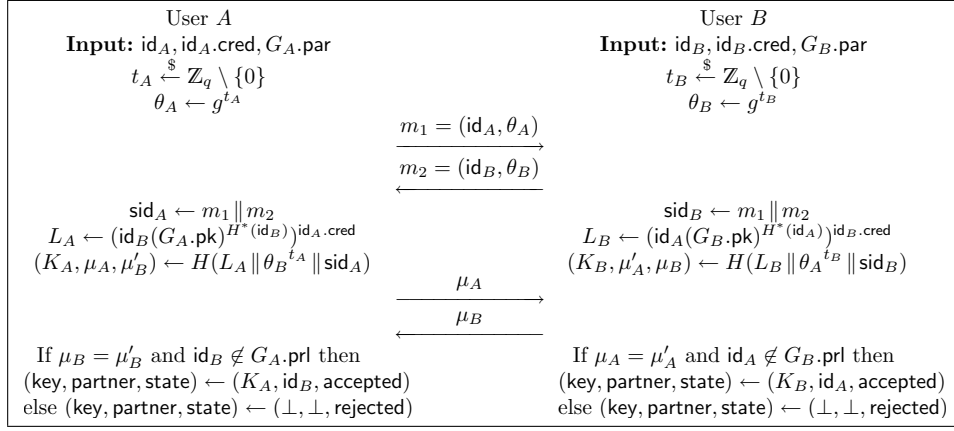 User A
Input: id_A, id_A.cred, G_A.par
t_A ←$ ℤ_q \ {0}
θ_A ← g^{t_A}
User B
Input: id_B, id_B.cred, G_B.par
t_B ←$ ℤ_q \ {0}
θ_B ← g^{t_B}
m_1 = (id_A, θ_A)
m_2 = (id_B, θ_B)
sid_A ← m_1 ‖ m_2
L_A ← (id_B(G_A.pk)^{H*(id_B)})^{id_A.cred}
(K_A, μ_A, μ'_B) ← H(L_A ‖ θ_B^{t_A} ‖ sid_A)
sid_B ← m_1 ‖ m_2
L_B ← (id_A(G_B.pk)^{H*(id_A)})^{id_B.cred}
(K_B, μ'_A, μ_B) ← H(L_B ‖ θ_A^{t_B} ‖ sid_B)
μ_A
μ_B
If μ_B = μ'_B and id_B ∉ G_A.prl then
(key, partner, state) ← (K_A, id_B, accepted)
else (key, partner, state) ← (⊥, ⊥, rejected)
If μ_A = μ'_A and id_A ∉ G_B.prl then
(key, partner, state) ← (K_B, id_A, accepted)
else (key, partner, state) ← (⊥, ⊥, rejected)